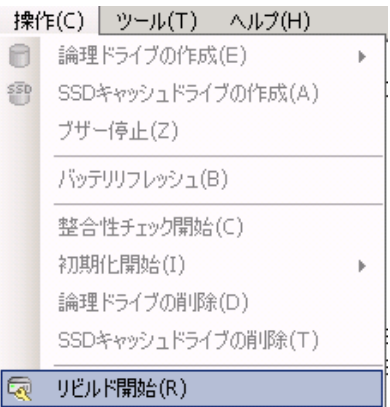 操作(C) ツール(T) ヘルプ(H)
論理ドライブの作成(E)
SSD SSDキャッシュドライブの作成(A)
ブザー停止(Z)
バッテリリフレッシュ(B)
整合性チェック開始(C)
初期化開始(I)
論理ドライブの削除(D)
SSDキャッシュドライブの削除(T)
リビルド開始(R)